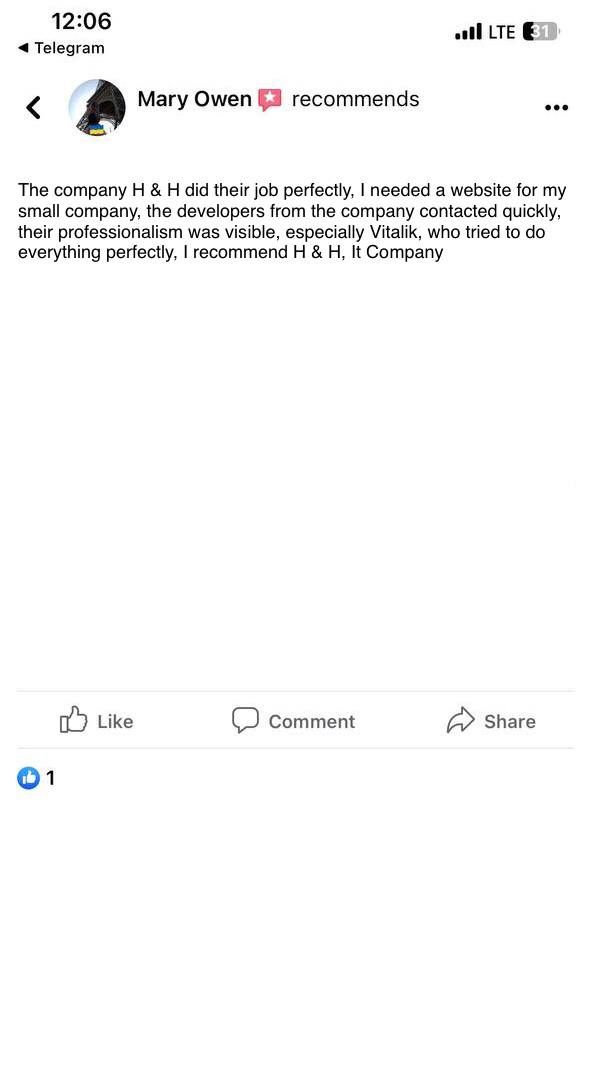 12:06
LTE 31
◄ Telegram
Mary Owen recommends
The company H & H did their job perfectly, I needed a website for my
small company, the developers from the company contacted quickly,
their professionalism was visible, especially Vitalik, who tried to do
everything perfectly, I recommend H & H, It Company
Like
Comment
Share
1